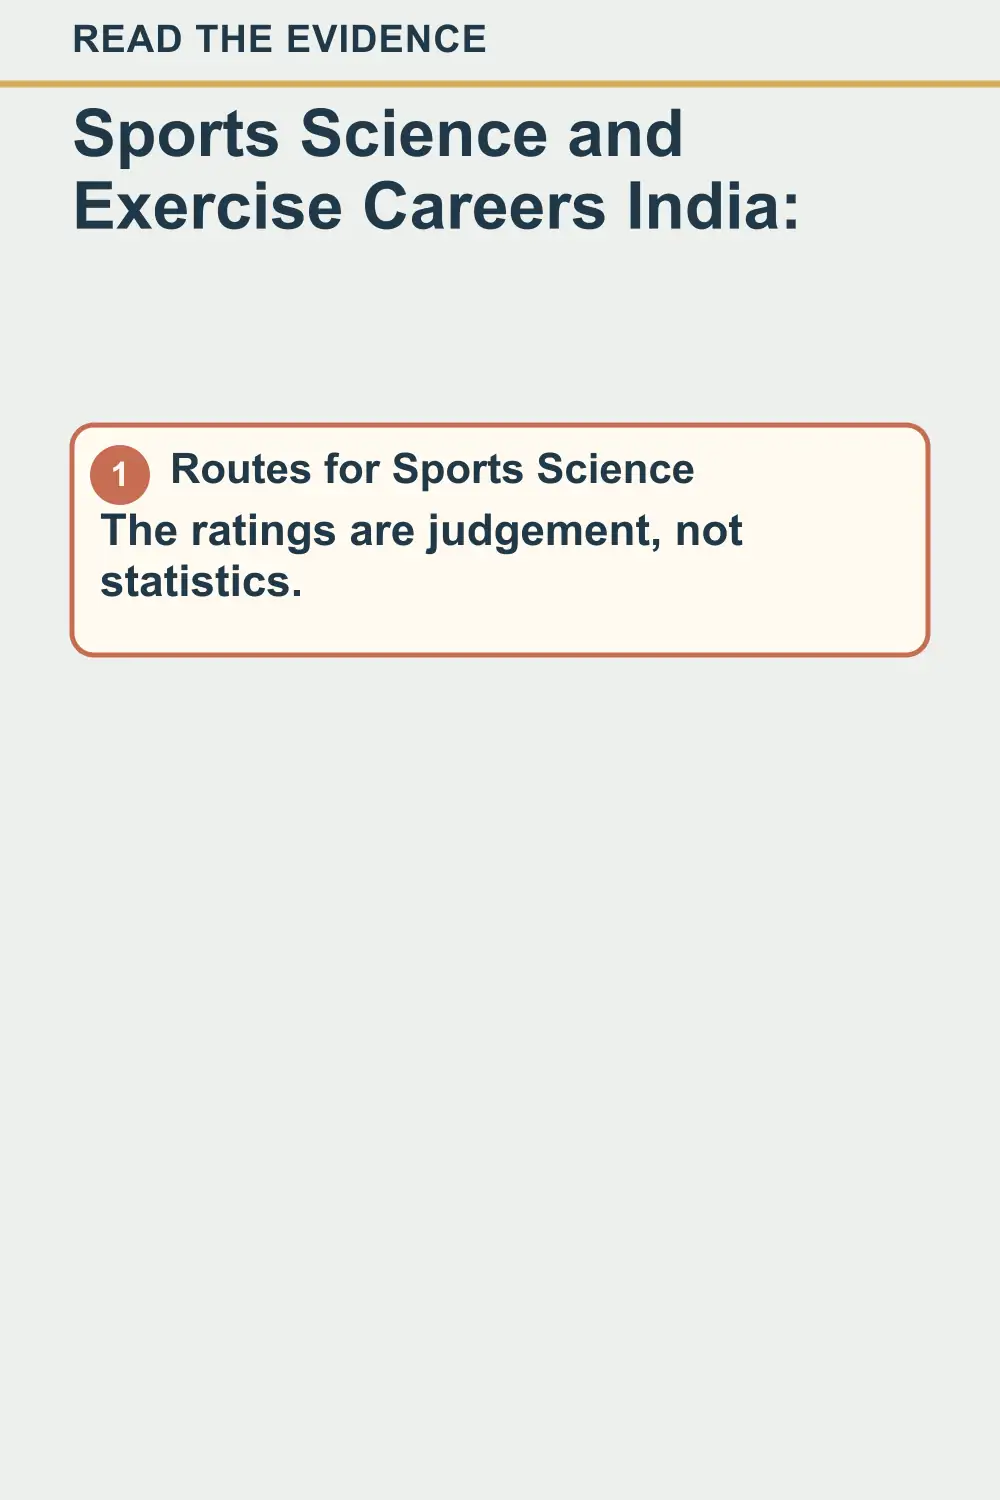 READ THE EVIDENCE
Sports Science and
Exercise Careers India:
1 Routes for Sports Science
The ratings are judgement, not
statistics.